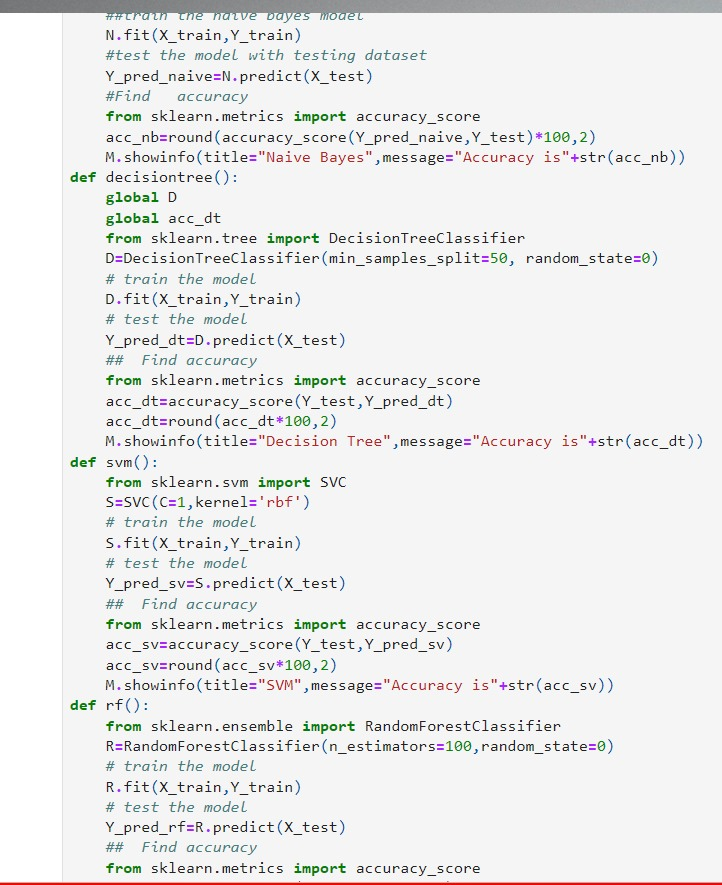 ##train the naive bayes model
N.fit(X_train,Y_train)
#test the model with testing dataset
Y_pred_naive=N.predict(X_test)
#Find   accuracy
from sklearn.metrics import accuracy_score
acc_nb=round(accuracy_score(Y_pred_naive,Y_test)*100,2)
M.showinfo(title="Naive Bayes",message="Accuracy is"+str(acc_nb))
def decisiontree():
global D
global acc_dt
from sklearn.tree import DecisionTreeClassifier
D=DecisionTreeClassifier(min_samples_split=50, random_state=0)
# train the model
D.fit(X_train,Y_train)
# test the model
Y_pred_dt=D.predict(X_test)
##  Find accuracy
from sklearn.metrics import accuracy_score
acc_dt=accuracy_score(Y_test,Y_pred_dt)
acc_dt=round(acc_dt*100,2)
M.showinfo(title="Decision Tree",message="Accuracy is"+str(acc_dt))
def svm():
from sklearn.svm import SVC
S=SVC(C=1,kernel='rbf')
# train the model
S.fit(X_train,Y_train)
# test the model
Y_pred_sv=S.predict(X_test)
##  Find accuracy
from sklearn.metrics import accuracy_score
acc_sv=accuracy_score(Y_test,Y_pred_sv)
acc_sv=round(acc_sv*100,2)
M.showinfo(title="SVM",message="Accuracy is"+str(acc_sv))
def rf():
from sklearn.ensemble import RandomForestClassifier
R=RandomForestClassifier(n_estimators=100,random_state=0)
# train the model
R.fit(X_train,Y_train)
# test the model
Y_pred_rf=R.predict(X_test)
##  Find accuracy
from sklearn.metrics import accuracy_score